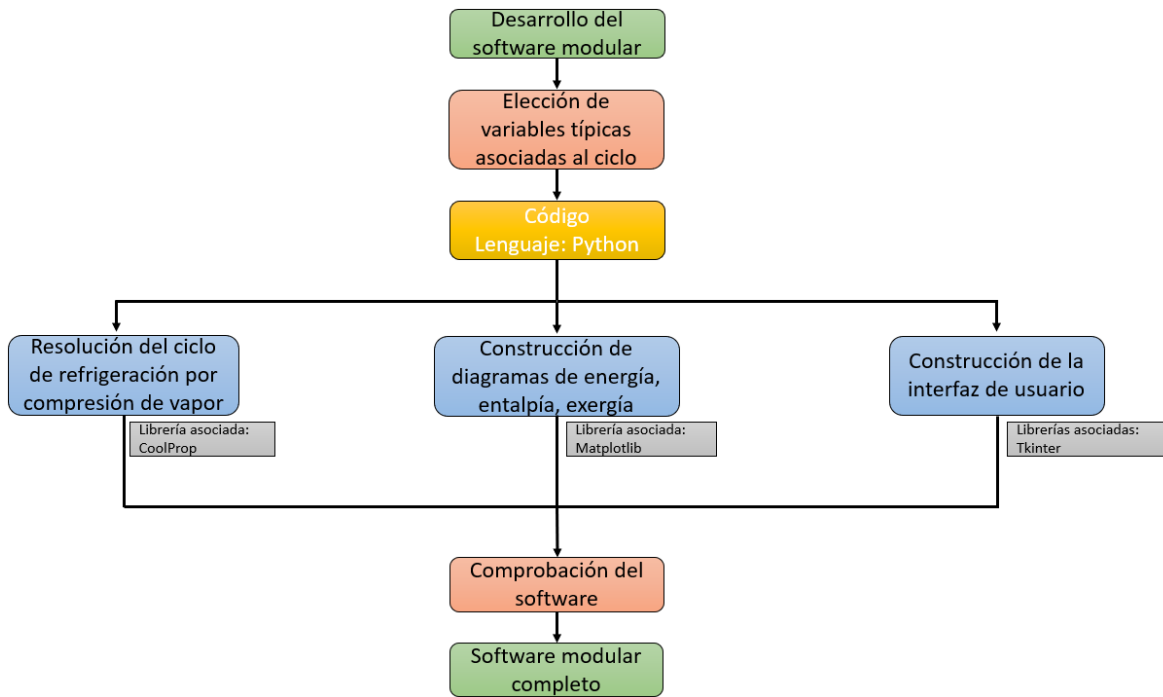 Desarrollo del
software modular
Elección de
variables típicas
asociadas al ciclo
Código
Lenguaje: Python
Resolución del ciclo
de refrigeración por
compresión de vapor
Librería asociada:
CoolProp
Construcción de
diagramas de energía,
entalpía, exergía
Librería asociada:
Matplotlib
Construcción de la
interfaz de usuario
Librerías asociadas:
Tkinter
Comprobación del
software
Software modular
completo